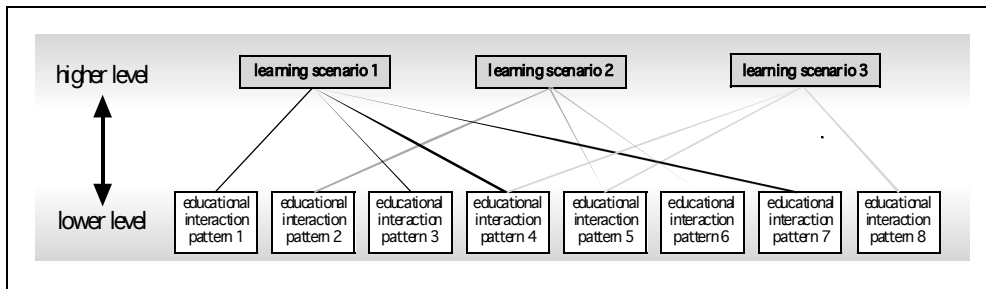 higher level
learning scenario 1
learning scenario 2
learning scenario 3
lower level
educational
interaction
pattern 1
educational
interaction
pattern 2
educational
interaction
pattern 3
educational
interaction
pattern 4
educational
interaction
pattern 5
educational
interaction
pattern 6
educational
interaction
pattern 7
educational
interaction
pattern 8